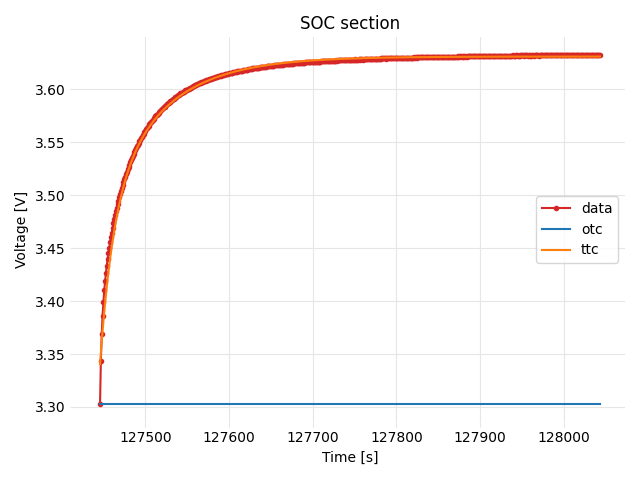 SOC section
3.60
3.55
3.50
3.45
3.40
3.35
3.30
Voltage [V]
data
otc
ttc
127500 127600 127700 127800 127900 128000
Time [s]